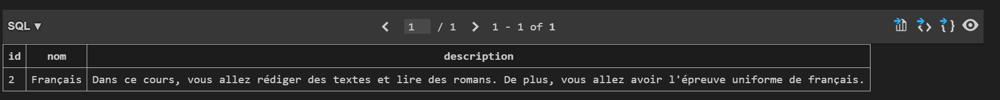 SQL ▼ 1 / 1 1 - 1 of 1
id nom description
2 Français Dans ce cours, vous allez rédiger des textes et lire des romans. De plus, vous allez avoir l'épreuve uniforme de français.